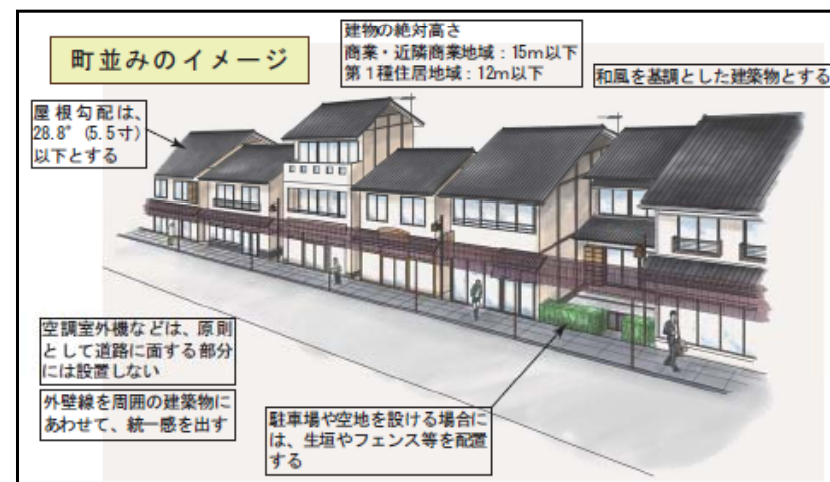 町並みのイメージ
建物の絶対高さ
商業・近隣商業地域:15m以下
第1種住居地域:12m以下
和風を基調とした建築物とする
屋根勾配は、
28.8°(5.5寸)
以下とする
空調室外機などは、原則
として道路に面する部分
には設置しない
外壁線を周囲の建築物に
あわせて、統一感を出す
駐車場や空地を設ける場合に
は、生垣やフェンス等を配置
する